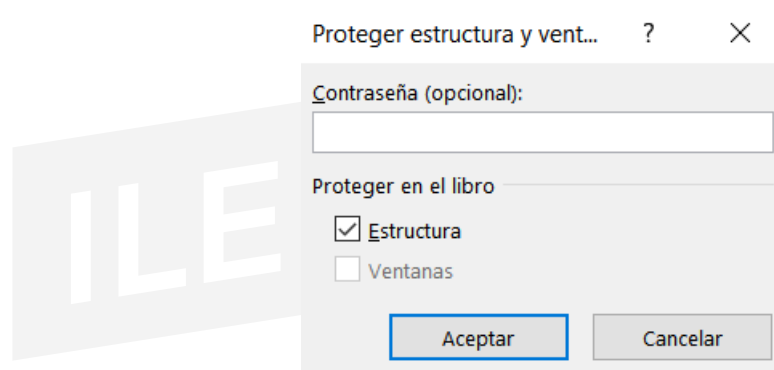 Proteger estructura y vent... ?
Contraseña (opcional):
Proteger en el libro
Estructura
Ventanas
Aceptar Cancelar
ILE